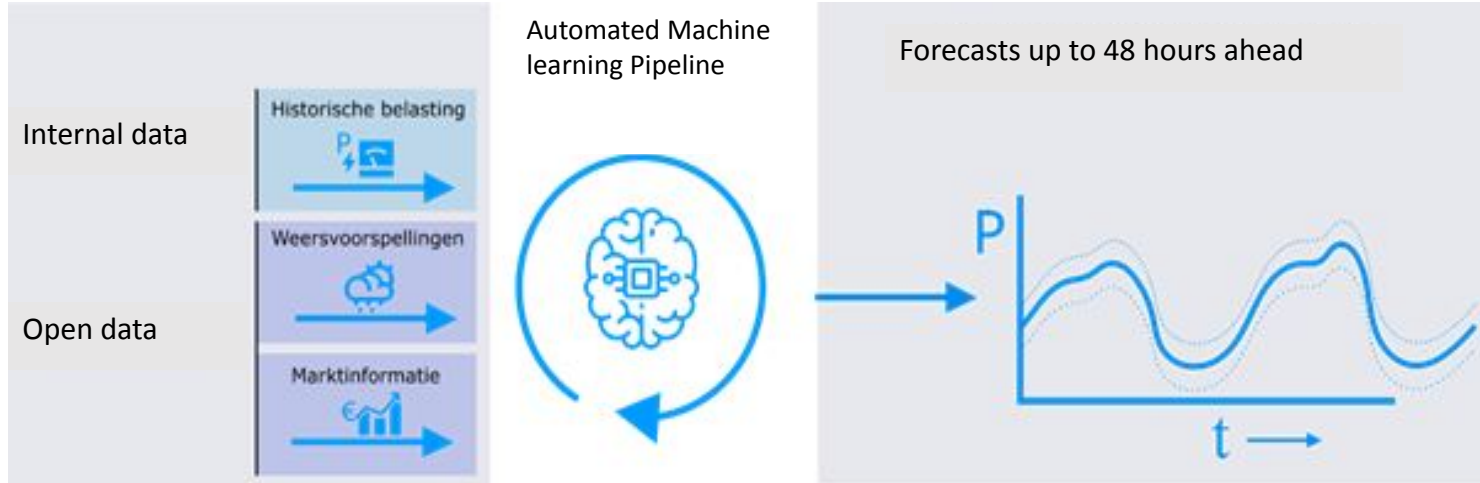 Internal data
Open data
Historische belasting
P
Weersvoorspellingen
Marktinformatie
€
Automated Machine
learning Pipeline
Forecasts up to 48 hours ahead
P
t